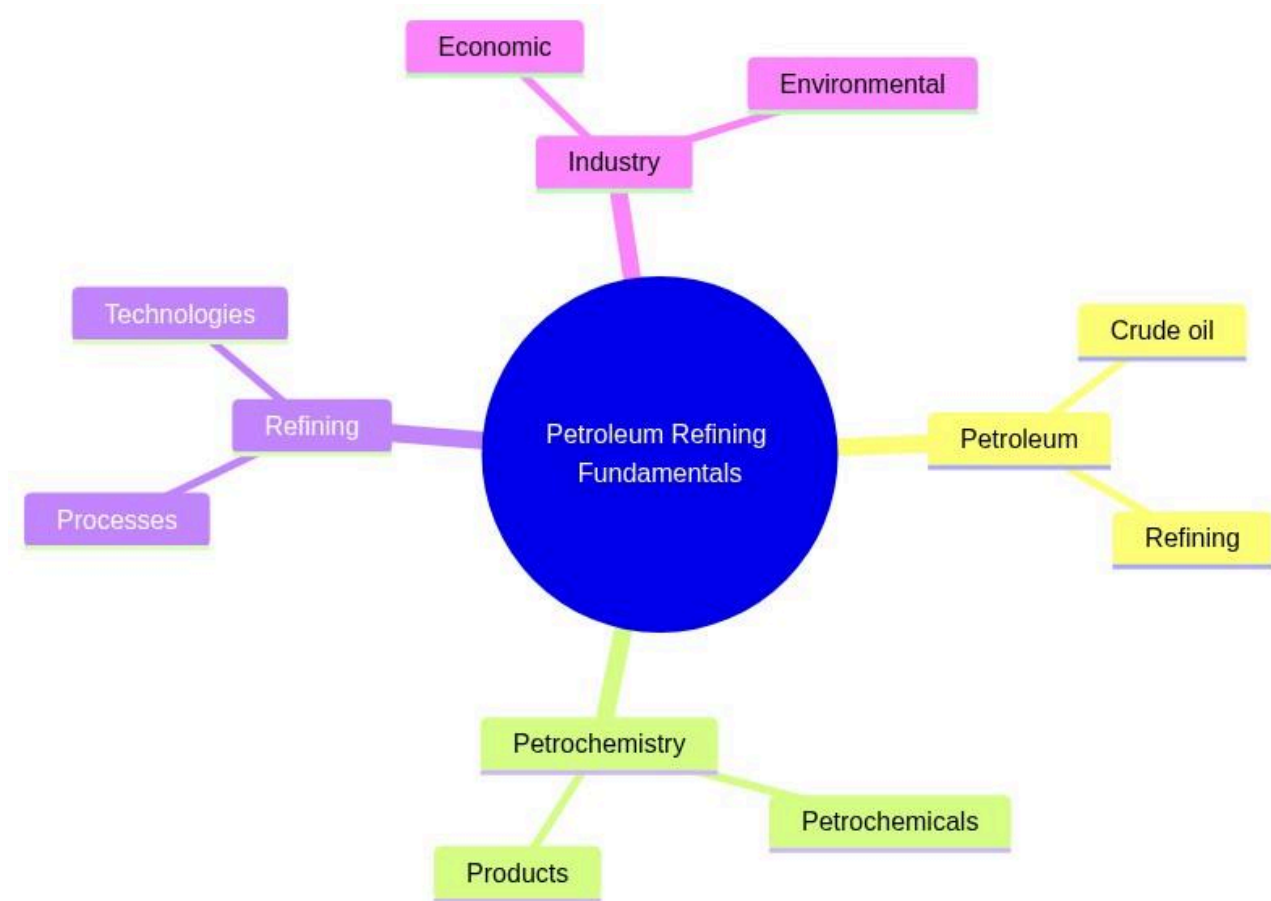 Economic
Environmental
Industry
Technologies
Crude oil
Refining
Petroleum
Petroleum Refining
Fundamentals
Processes
Refining
Petrochemistry
Petrochemicals
Products